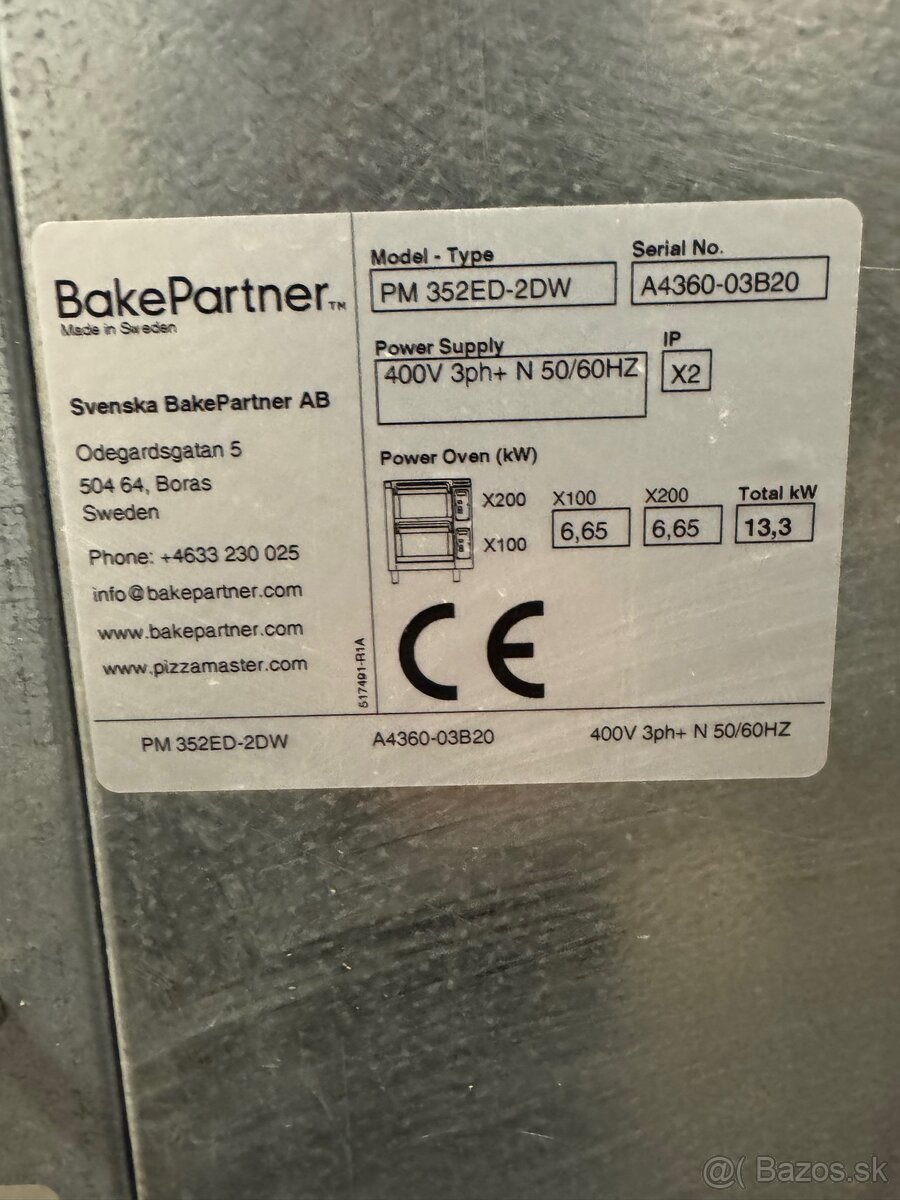 BakePartner™
Made in Sweden
Svenska BakePartner AB
Odegardsgatan 5
504 64, Boras
Sweden
Phone: +4633 230 025
info@bakepartner.com
www.bakepartner.com
www.pizzamaster.com
517491-R1A
Model - Type
PM 352ED-2DW
Serial No.
A4360-03B20
Power Supply
400V 3ph+ N 50/60HZ
IP
X2
Power Oven (kW)
X200
X100
X100
6,65
X200
6,65
Total kW
13,3
CE
PM 352ED-2DW A4360-03B20 400V 3ph+ N 50/60HZ
@( Bazos.sk